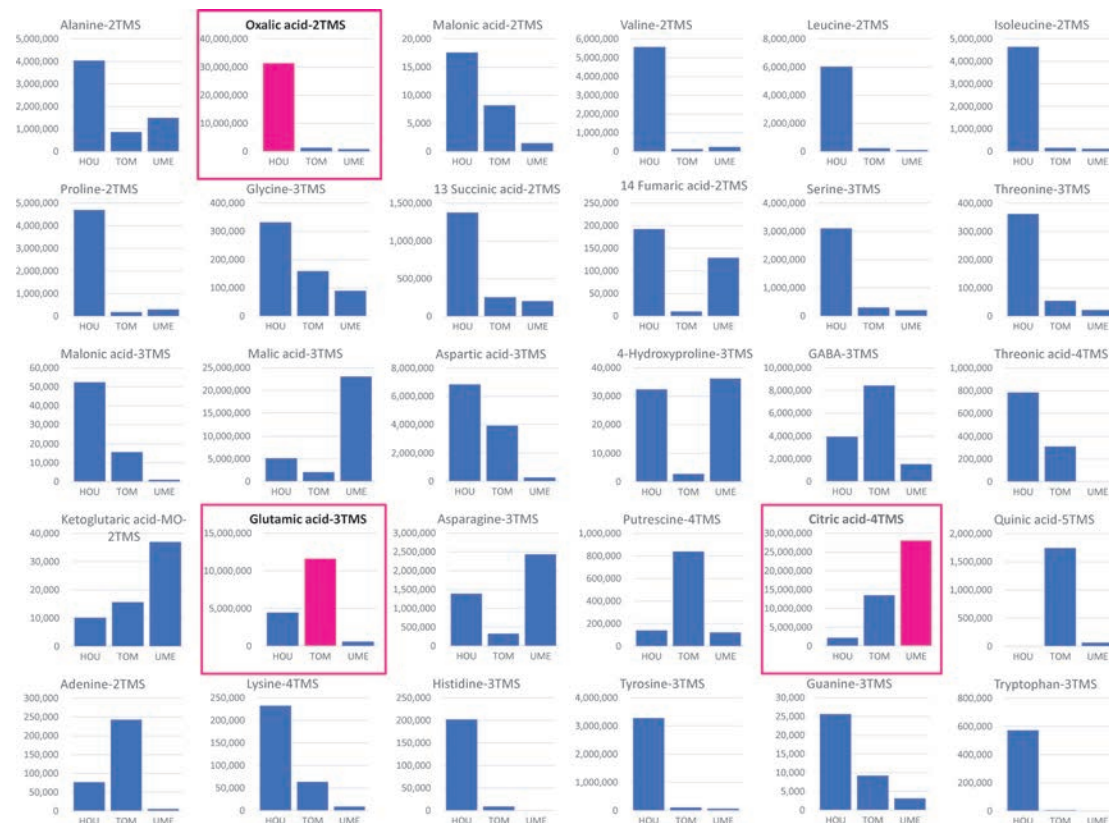 Alanine-2TMS
5,000,000
4,000,000
3,000,000
2,000,000
1,000,000
0
HOU TOM UME
Oxalic acid-2TMS
40,000,000
30,000,000
20,000,000
10,000,000
0
HOU TOM UME
Malonic acid-2TMS
20,000
15,000
10,000
5,000
0
HOU TOM UME
Valine-2TMS
6,000,000
5,000,000
4,000,000
3,000,000
2,000,000
1,000,000
0
HOU TOM UME
Leucine-2TMS
8,000,000
6,000,000
4,000,000
2,000,000
0
HOU TOM UME
Isoleucine-2TMS
5,000,000
4,000,000
3,000,000
2,000,000
1,000,000
0
HOU TOM UME
Proline-2TMS
5,000,000
4,000,000
3,000,000
2,000,000
1,000,000
0
HOU TOM UME
Glycine-3TMS
400,000
300,000
200,000
100,000
0
HOU TOM UME
13 Succinic acid-2TMS
1,500,000
1,000,000
500,000
0
HOU TOM UME
14 Fumaric acid-2TMS
250,000
200,000
150,000
100,000
50,000
0
HOU TOM UME
Serine-3TMS
4,000,000
3,000,000
2,000,000
1,000,000
0
HOU TOM UME
Threonine-3TMS
400,000
300,000
200,000
100,000
0
HOU TOM UME
Malonic acid-3TMS
60,000
50,000
40,000
30,000
20,000
10,000
0
HOU TOM UME
Malic acid-3TMS
25,000,000
20,000,000
15,000,000
10,000,000
5,000,000
0
HOU TOM UME
Aspartic acid-3TMS
8,000,000
6,000,000
4,000,000
2,000,000
0
HOU TOM UME
4-Hydroxyproline-3TMS
40,000
30,000
20,000
10,000
0
HOU TOM UME
GABA-3TMS
10,000,000
8,000,000
6,000,000
4,000,000
2,000,000
0
HOU TOM UME
Threonic acid-4TMS
1,000,000
800,000
600,000
400,000
200,000
0
HOU TOM UME
Ketoglutaric acid-MO-
2TMS
40,000
30,000
20,000
10,000
0
HOU TOM UME
Glutamic acid-3TMS
15,000,000
10,000,000
5,000,000
0
HOU TOM UME
Asparagine-3TMS
3,000,000
2,500,000
2,000,000
1,500,000
1,000,000
500,000
0
HOU TOM UME
Putrescine-4TMS
1,000,000
800,000
600,000
400,000
200,000
0
HOU TOM UME
Citric acid-4TMS
30,000,000
25,000,000
20,000,000
15,000,000
10,000,000
5,000,000
0
HOU TOM UME
Quinic acid-5TMS
2,000,000
1,500,000
1,000,000
500,000
0
HOU TOM UME
Adenine-2TMS
300,000
250,000
200,000
150,000
100,000
50,000
0
HOU TOM UME
Lysine-4TMS
250,000
200,000
150,000
100,000
50,000
0
HOU TOM UME
Histidine-3TMS
250,000
200,000
150,000
100,000
50,000
0
HOU TOM UME
Tyrosine-3TMS
4,000,000
3,000,000
2,000,000
1,000,000
0
HOU TOM UME
Guanine-3TMS
30,000
25,000
20,000
15,000
10,000
5,000
0
HOU TOM UME
Tryptophan-3TMS
800,000
600,000
400,000
200,000
0
HOU TOM UME